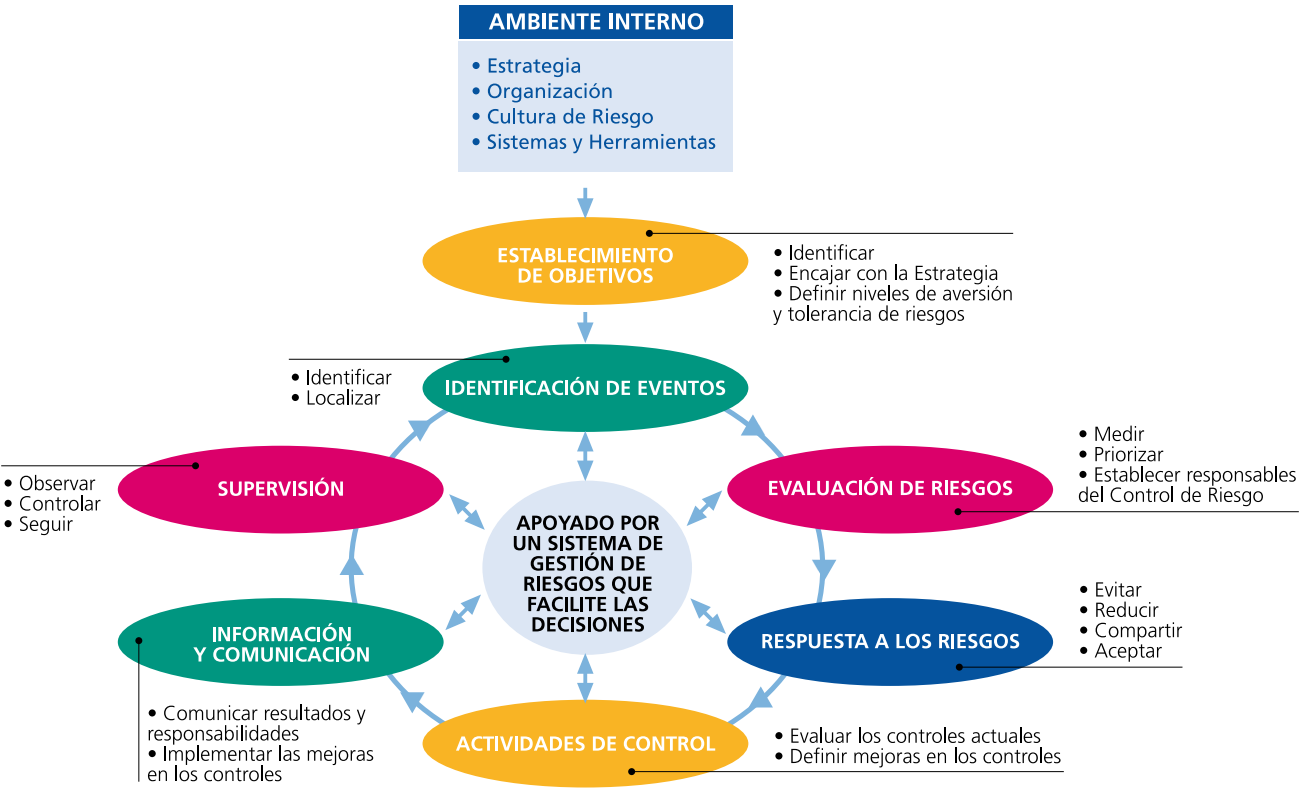 AMBIENTE INTERNO
• Estrategia
• Organización
• Cultura de Riesgo
• Sistemas y Herramientas
ESTABLECIMIENTO
DE OBJETIVOS
• Identificar
• Encajar con la Estrategia
• Definir niveles de aversión
y tolerancia de riesgos
• Identificar
• Localizar
IDENTIFICACIÓN DE EVENTOS
• Medir
• Priorizar
• Establecer responsables
del Control de Riesgo
EVALUACIÓN DE RIESGOS
• Observar
• Controlar
• Seguir
SUPERVISIÓN
APOYADO POR
UN SISTEMA DE
GESTIÓN DE
RIESGOS QUE
FACILITE LAS
DECISIONES
• Evitar
• Reducir
• Compartir
• Aceptar
RESPUESTA A LOS RIESGOS
INFORMACIÓN
Y COMUNICACIÓN
• Comunicar resultados y
responsabilidades
• Implementar las mejoras
en los controles
ACTIVIDADES DE CONTROL
• Evaluar los controles actuales
• Definir mejoras en los controles